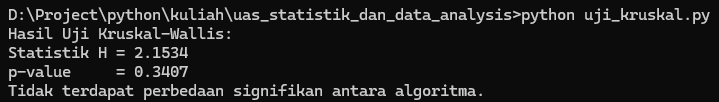 D:\Project\python\kuliah\uas_statistik_dan_data_analysis>python uji_kruskal.py
Hasil Uji Kruskal-Wallis:
Statistik H = 2.1534
p-value     = 0.3407
Tidak terdapat perbedaan signifikan antara algoritma.